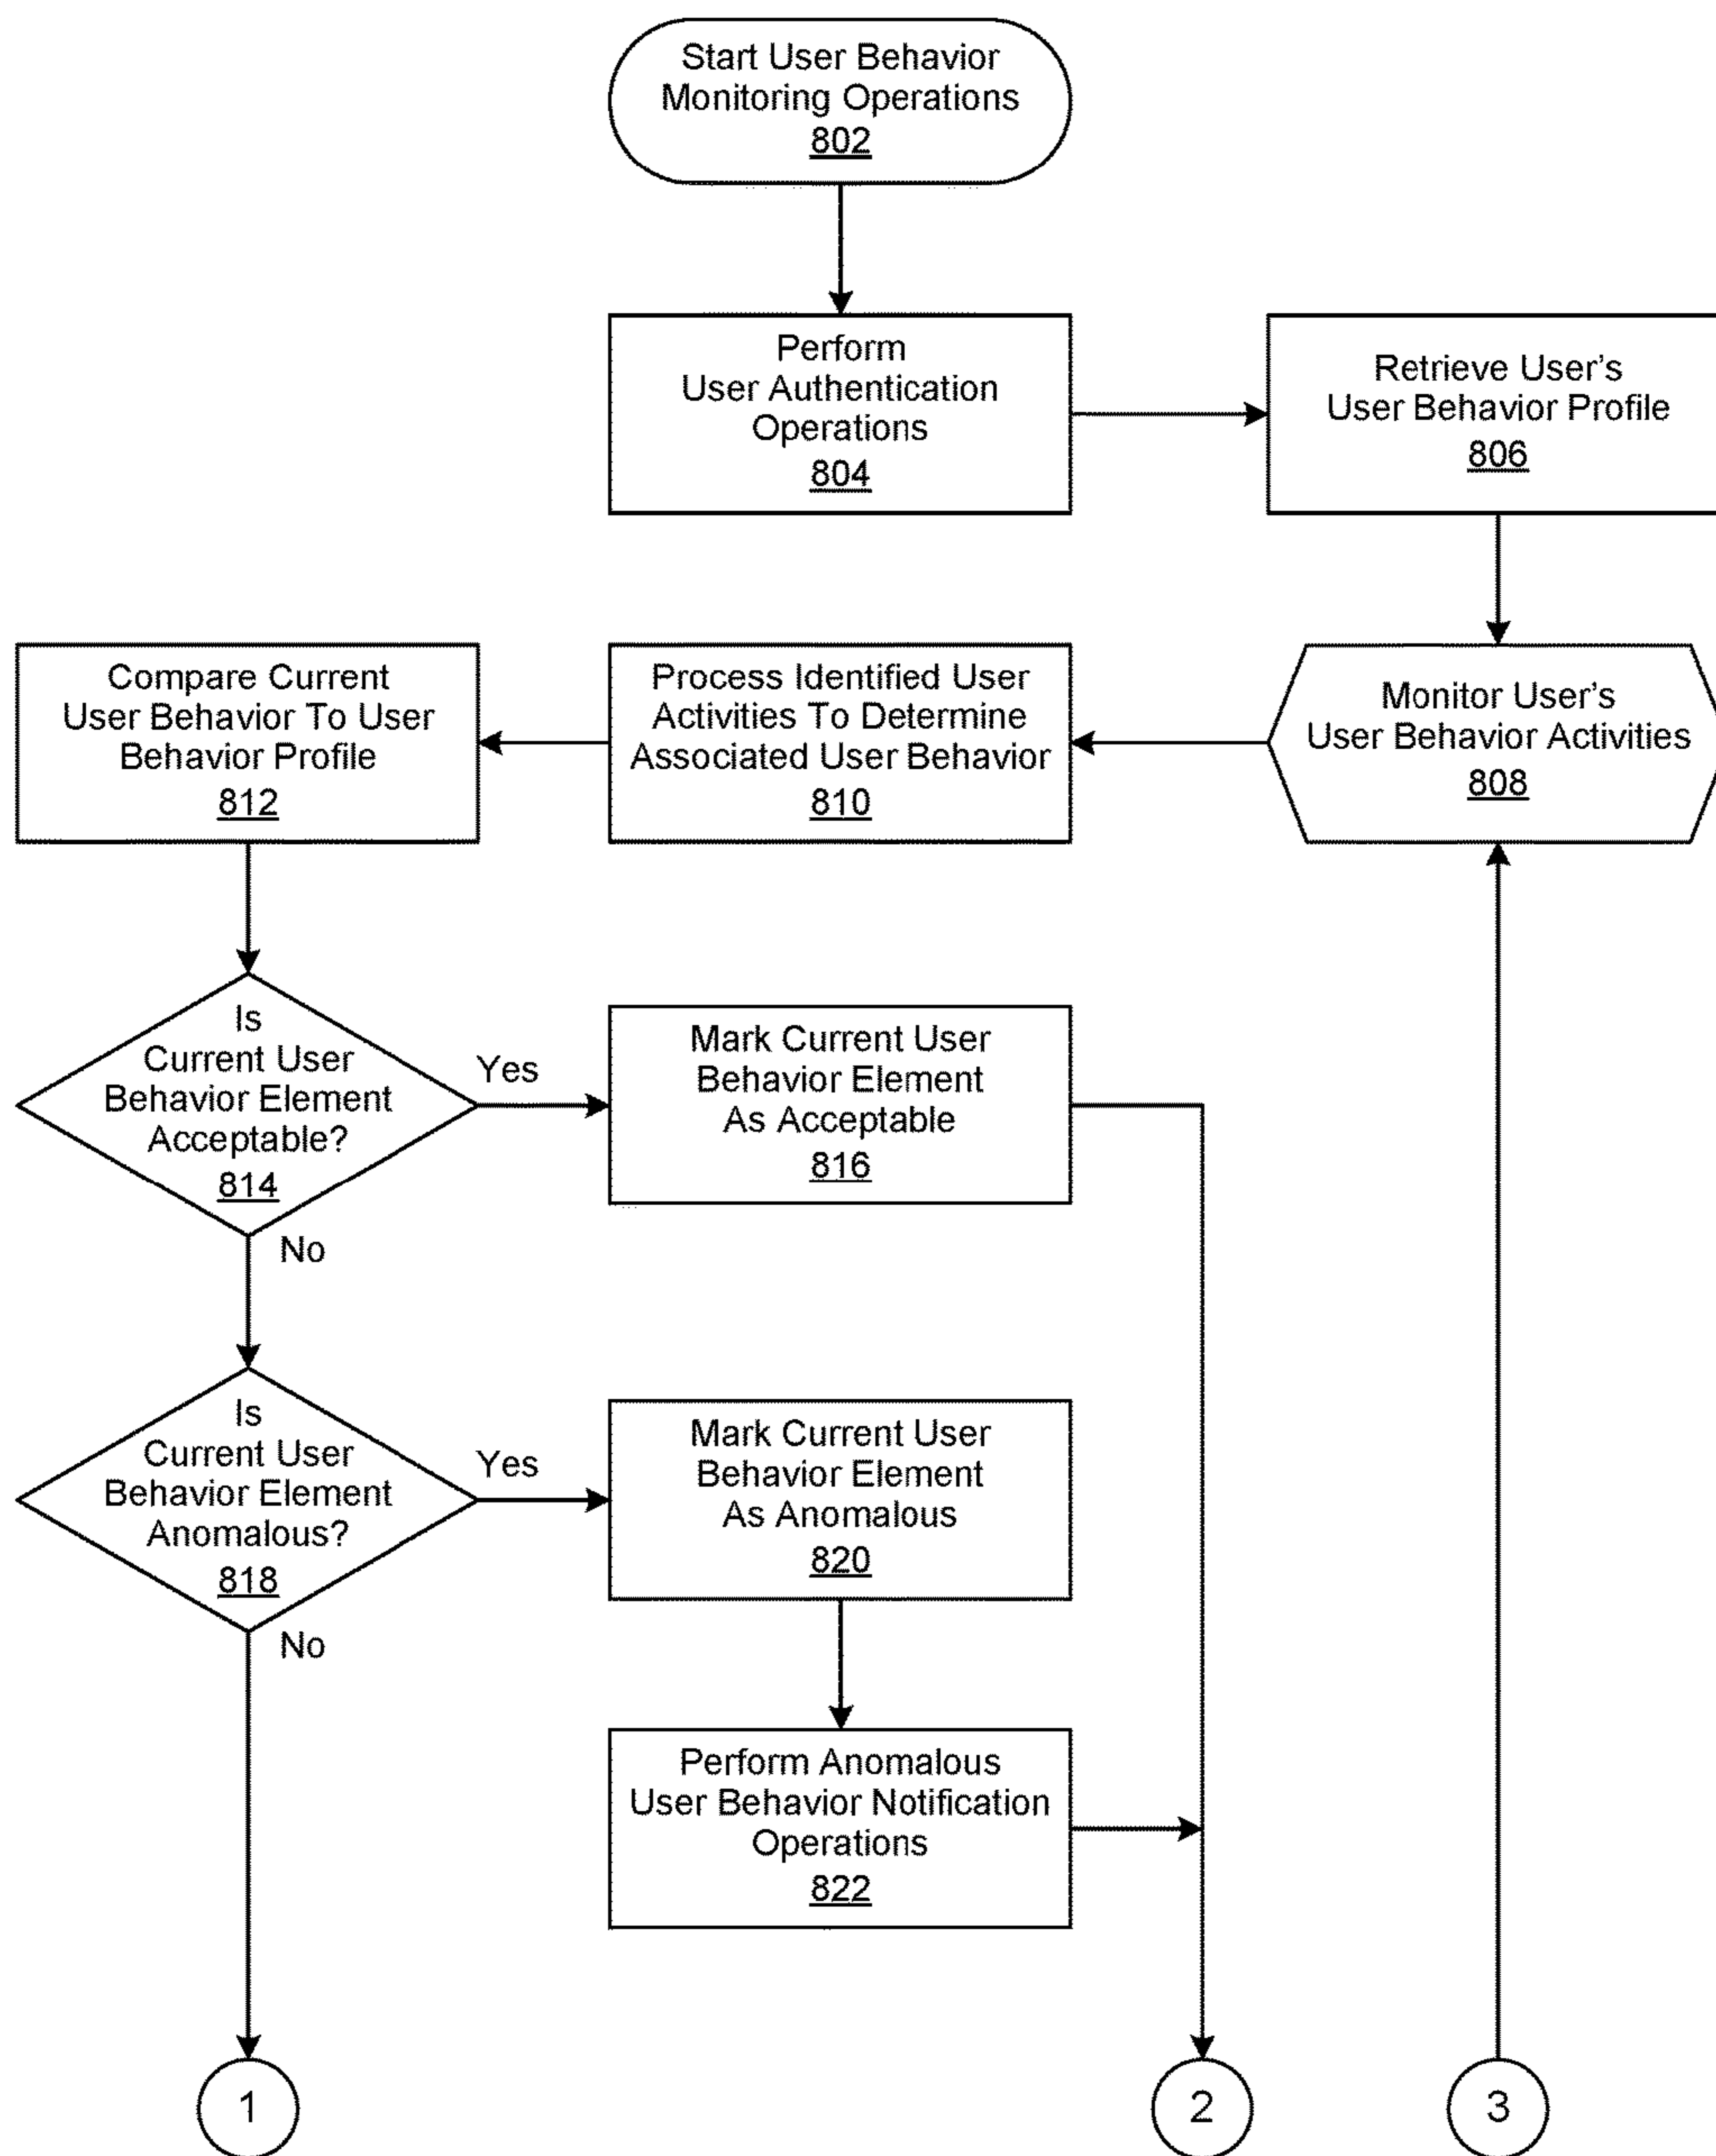 Start User Behavior
Monitoring Operations
802
Perform
User Authentication
Operations
804
Retrieve User's
User Behavior Profile
806
Compare Current
User Behavior To User
Behavior Profile
812
Process Identified User
Activities To Determine
Associated User Behavior
810
Monitor User's
User Behavior Activities
808
Is
Current User
Behavior Element
Acceptable?
814
Yes
No
Mark Current User
Behavior Element
As Acceptable
816
Is
Current User
Behavior Element
Anomalous?
818
Yes
No
Mark Current User
Behavior Element
As Anomalous
820
Perform Anomalous
User Behavior Notification
Operations
822
1
2
3